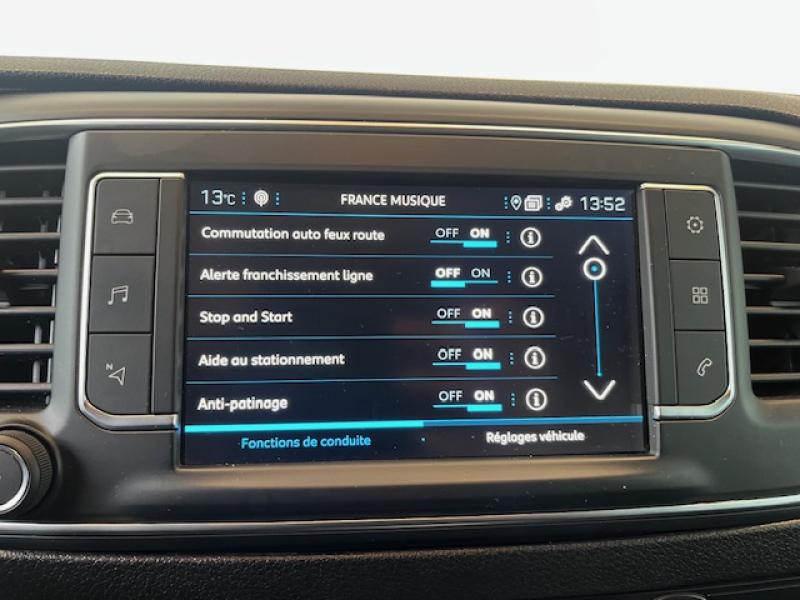 13°C FRANCE MUSIQUE 13:52
Commutation auto feux route OFF ON
Alerte franchissement ligne OFF ON
Stop and Start OFF ON
Aide au stationnement OFF ON
Anti-patinage OFF ON
Fonctions de conduite Réglages véhicule
N